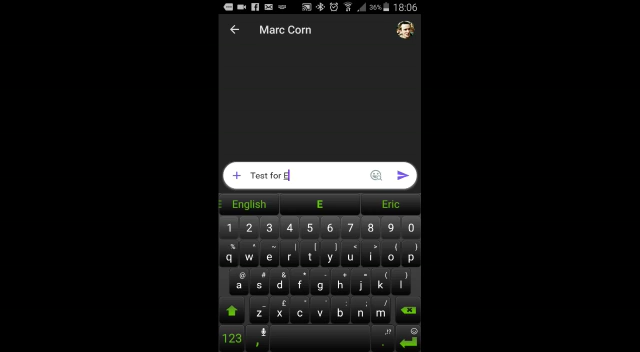 36% 18:06
Marc Corn
Test for E
English E Eric
1 2 3 4 5 6 7 8 9 0
q w e r t y u i o p
a s d f g h j k l
z x c v b n m
123 , .